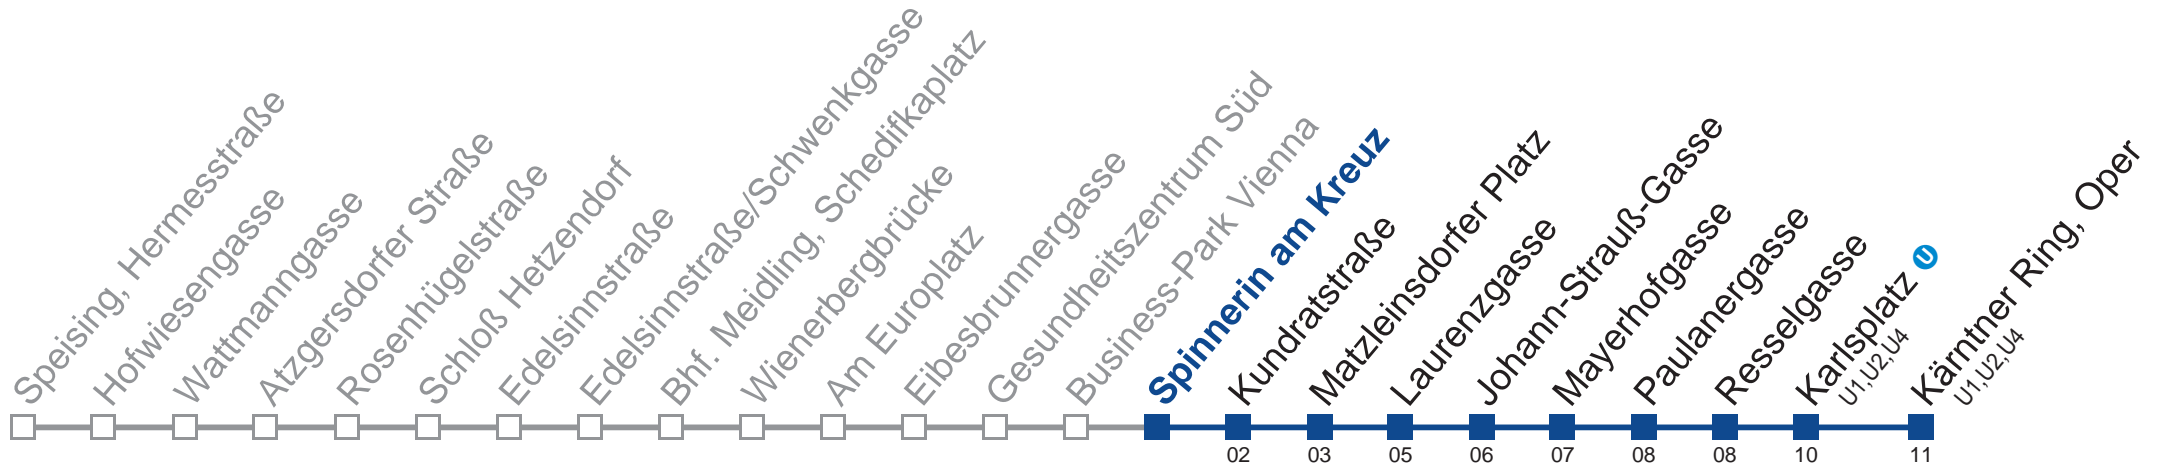 Speising, Hermesstraße
Hofwiesengasse
Wattmanngasse
Atzgersdorfer Straße
Rosenhügelstraße
Schloß Hetzendorf
Edelsinnstraße
Edelsinnstraße/Schwenkgasse
Bhf. Meidling, Schedifkaplatz
Wienerbergbrücke
Am Europlatz
Eibesbrunnergasse
Gesundheitszentrum Süd
Business-Park Vienna
Spinnerin am Kreuz
Kundratstraße
Matzleinsdorfer Platz
Laurenzgasse
Johann-Strauß-Gasse
Mayerhofgasse
Paulanergasse
Resselgasse
Karlsplatz U
U1,U2,U4
Kärntner Ring, Oper
U1,U2,U4
02 03 05 06 07 08 08 10 11